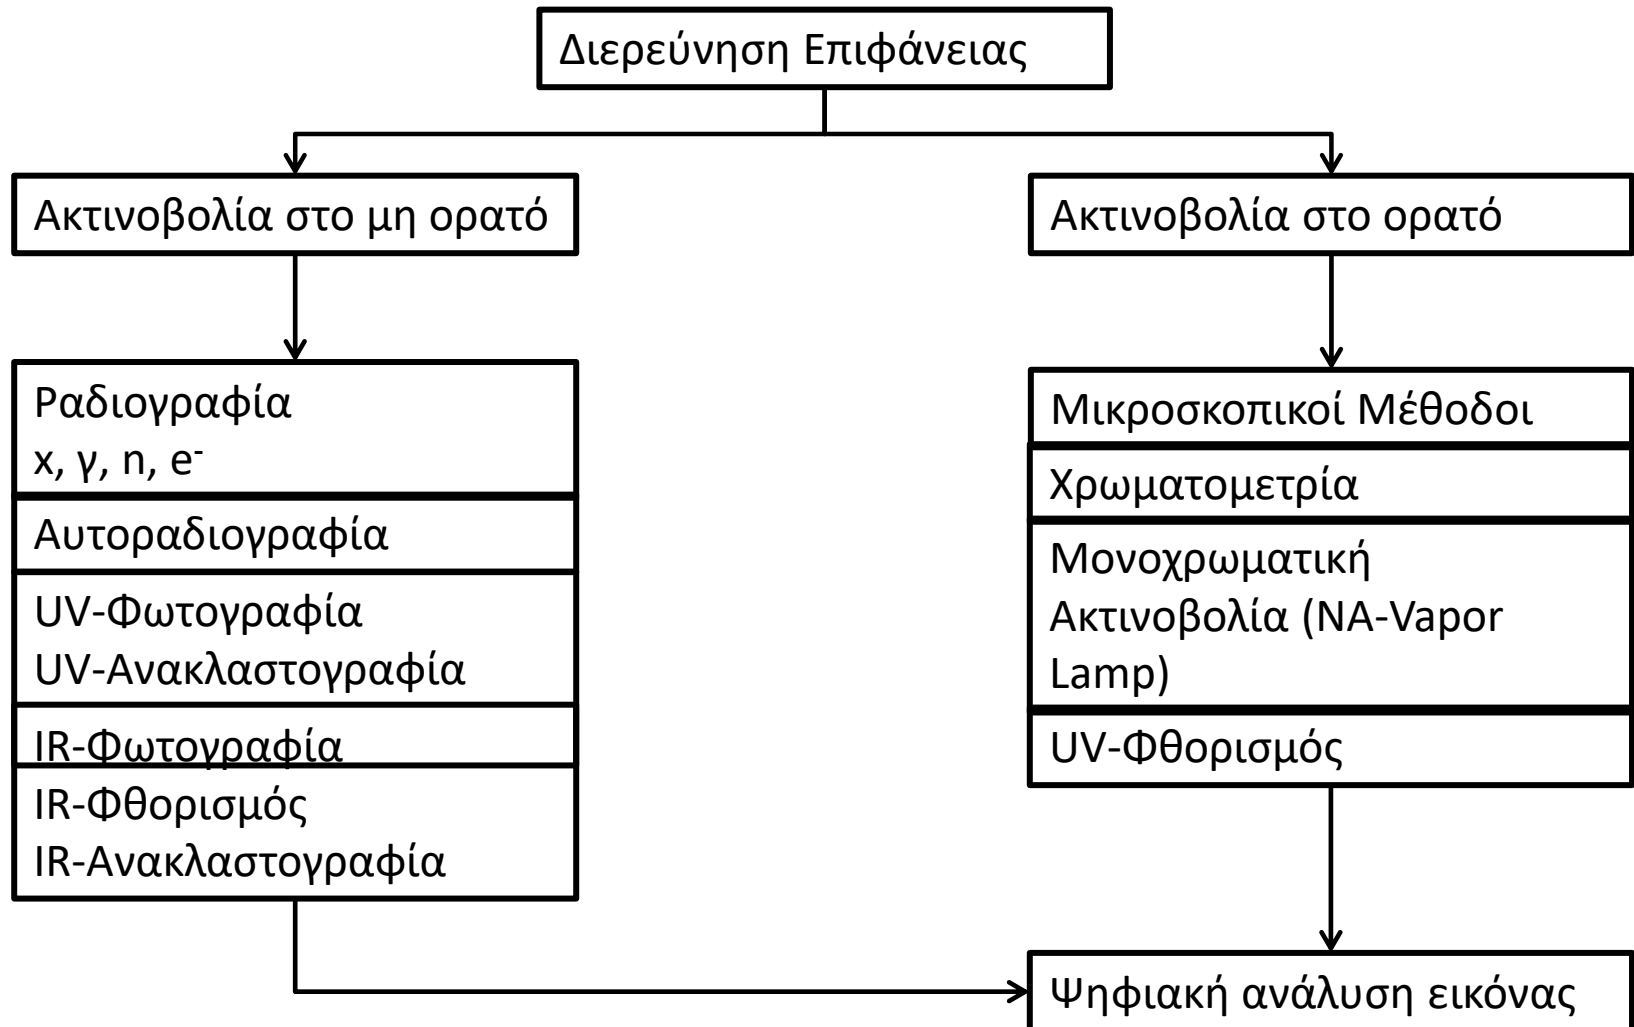 Διερεύνηση Επιφάνειας
Ακτινοβολία στο μη ορατό
Ακτινοβολία στο ορατό
Ραδιογραφία
x, γ, n, e⁻
Αυτοραδιογραφία
UV-Φωτογραφία
UV-Ανακλαστογραφία
IR-Φωτογραφία
IR-Φθορισμός
IR-Ανακλαστογραφία
Μικροσκοπικοί Μέθοδοι
Χρωματομετρία
Μονοχρωματική
Ακτινοβολία (NA-Vapor
Lamp)
UV-Φθορισμός
Ψηφιακή ανάλυση εικόνας